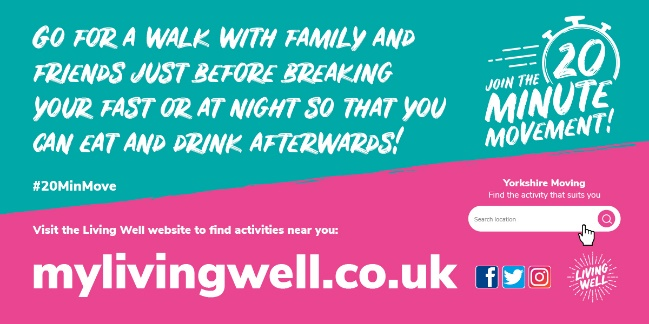 GO FOR A WALK WITH FAMILY AND
FRIENDS JUST BEFORE BREAKING
YOUR FAST OR AT NIGHT SO THAT YOU
CAN EAT AND DRINK AFTERWARDS!
20
JOIN THE
MINUTE
MOVEMENT!
#20MinMove
Yorkshire Moving
Find the activity that suits you
Search location
Visit the Living Well website to find activities near you:
mylivingwell.co.uk
LIVING
WELL